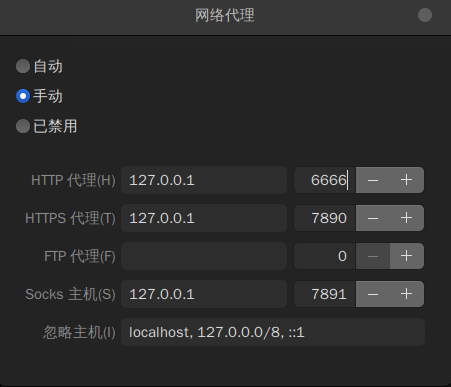 网络代理
自动
手动
已禁用
HTTP 代理(H) 127.0.0.1 6666 − +
HTTPS 代理(T) 127.0.0.1 7890 − +
FTP 代理(F) 0 − +
Socks 主机(S) 127.0.0.1 7891 − +
忽略主机(I) localhost, 127.0.0.0/8, ::1